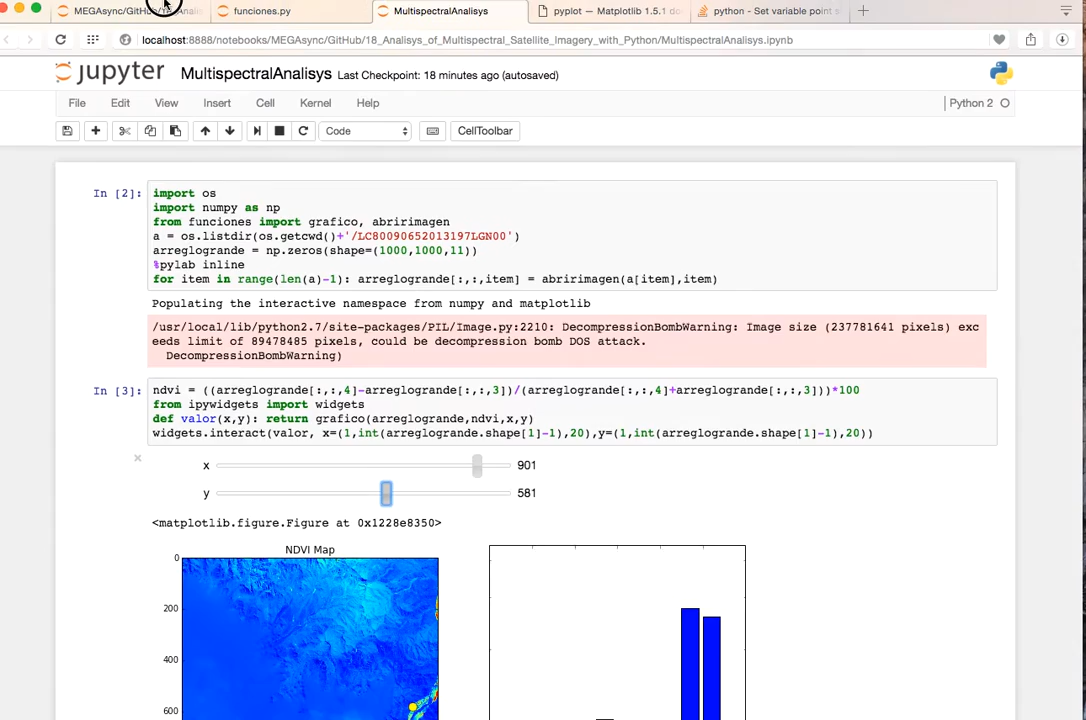 MEGAsync/GitHub/18_Analis
funciones.py
MultispectralAnalisys
pyplot — Matplotlib 1.5.1 do
python - Set variable point s
localhost:8888/notebooks/MEGAsync/GitHub/18_Analisys_of_Multispectral_Satellite_Imagery_with_Python/MultispectralAnalisys.ipynb
jupyter MultispectralAnalisys Last Checkpoint: 18 minutes ago (autosaved)
File Edit View Insert Cell Kernel Help Python 2
Code CellToolbar
In [2]: import os
import numpy as np
from funciones import grafico, abririmagen
a = os.listdir(os.getcwd()+'/LC80090652013197LGN00')
arreglogrande = np.zeros(shape=(1000,1000,11))
%pylab inline
for item in range(len(a)-1): arreglogrande[:,:,item] = abririmagen(a[item],item)
Populating the interactive namespace from numpy and matplotlib
/usr/local/lib/python2.7/site-packages/PIL/Image.py:2210: DecompressionBombWarning: Image size (237781641 pixels) exc
eeds limit of 89478485 pixels, could be decompression bomb DOS attack.
DecompressionBombWarning)
In [3]: ndvi = ((arreglogrande[:,:,4]-arreglogrande[:,:,3])/(arreglogrande[:,:,4]+arreglogrande[:,:,3]))*100
from ipywidgets import widgets
def valor(x,y): return grafico(arreglogrande,ndvi,x,y)
widgets.interact(valor, x=(1,int(arreglogrande.shape[1]-1),20),y=(1,int(arreglogrande.shape[1]-1),20))
x 901
y 581
<matplotlib.figure.Figure at 0x1228e8350>
NDVI Map
0
200
400
600